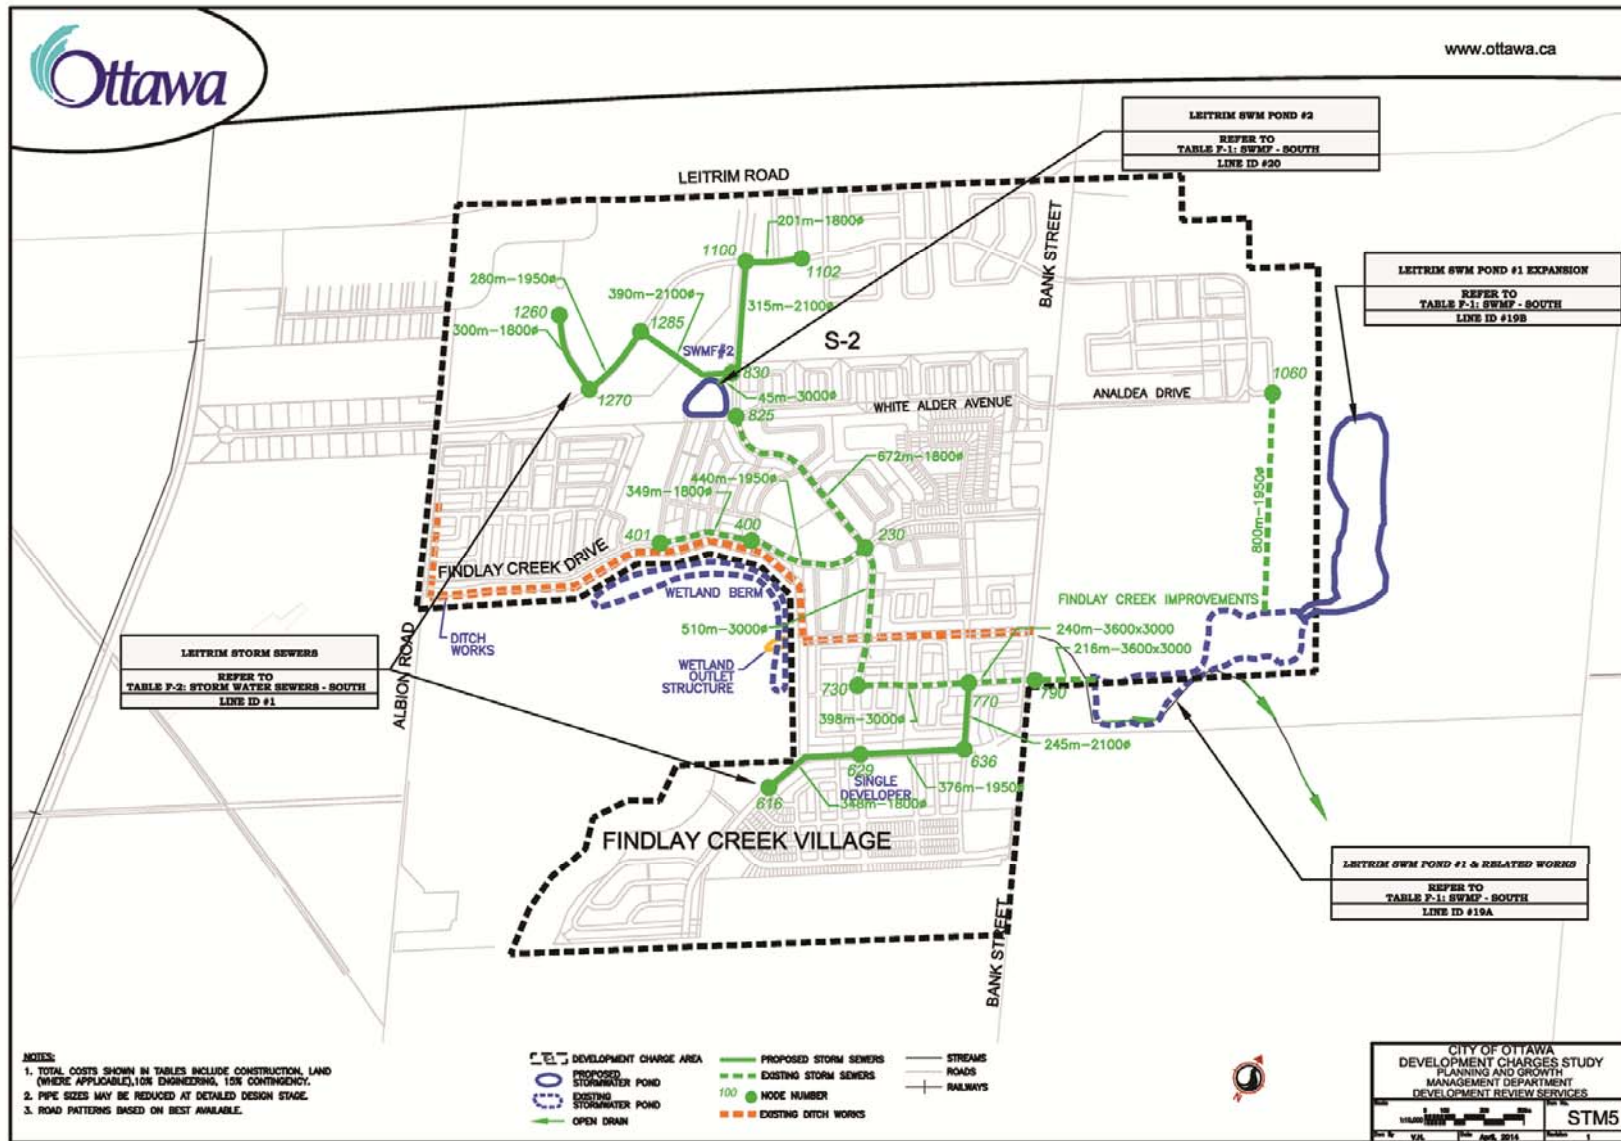 Ottawa
www.ottawa.ca
LEITRIM SWM POND #2
REFER TO
TABLE F-1: SWMF - SOUTH
LINE ID #20
LEITRIM ROAD
BANK STREET
201m-1800ø
1100
1102
280m-1950ø
390m-2100ø
315m-2100ø
1260
300m-1800ø
1285
SWMF#2
S-2
LEITRIM SWM POND #1 EXPANSION
REFER TO
TABLE F-1: SWMF - SOUTH
LINE ID #19B
830
1270
45m-3000ø
825
WHITE ALDER AVENUE
ANALDEA DRIVE
1060
672m-1800ø
440m-1950ø
349m-1800ø
800m-1950ø
401
400
230
FINDLAY CREEK DRIVE
WETLAND BERM
FINDLAY CREEK IMPROVEMENTS
510m-3000ø
240m-3600x3000
216m-3600x3000
DITCH
WORKS
ALBION ROAD
WETLAND
OUTLET
STRUCTURE
LEITRIM STORM SEWERS
REFER TO
TABLE F-2: STORM WATER SEWERS - SOUTH
LINE ID #1
730
770
790
398m-3000ø
245m-2100ø
629
636
SINGLE
DEVELOPER
376m-1950ø
616
348m-1800ø
FINDLAY CREEK VILLAGE
LEITRIM SWM POND #1 & RELATED WORKS
REFER TO
TABLE F-1: SWMF - SOUTH
LINE ID #19A
BANK STREET
NOTES:
1. TOTAL COSTS SHOWN IN TABLES INCLUDE CONSTRUCTION, LAND
(WHERE APPLICABLE),10% ENGINEERING, 15% CONTINGENCY.
2. PIPE SIZES MAY BE REDUCED AT DETAILED DESIGN STAGE.
3. ROAD PATTERNS BASED ON BEST AVAILABLE.
DEVELOPMENT CHARGE AREA
PROPOSED
STORMWATER POND
EXISTING
STORMWATER POND
OPEN DRAIN
PROPOSED STORM SEWERS
EXISTING STORM SEWERS
100 NODE NUMBER
EXISTING DITCH WORKS
STREAMS
ROADS
RAILWAYS
N
CITY OF OTTAWA
DEVELOPMENT CHARGES STUDY
PLANNING AND GROWTH
MANAGEMENT DEPARTMENT
DEVELOPMENT REVIEW SERVICES
STM5
V.H.
April, 2014
1